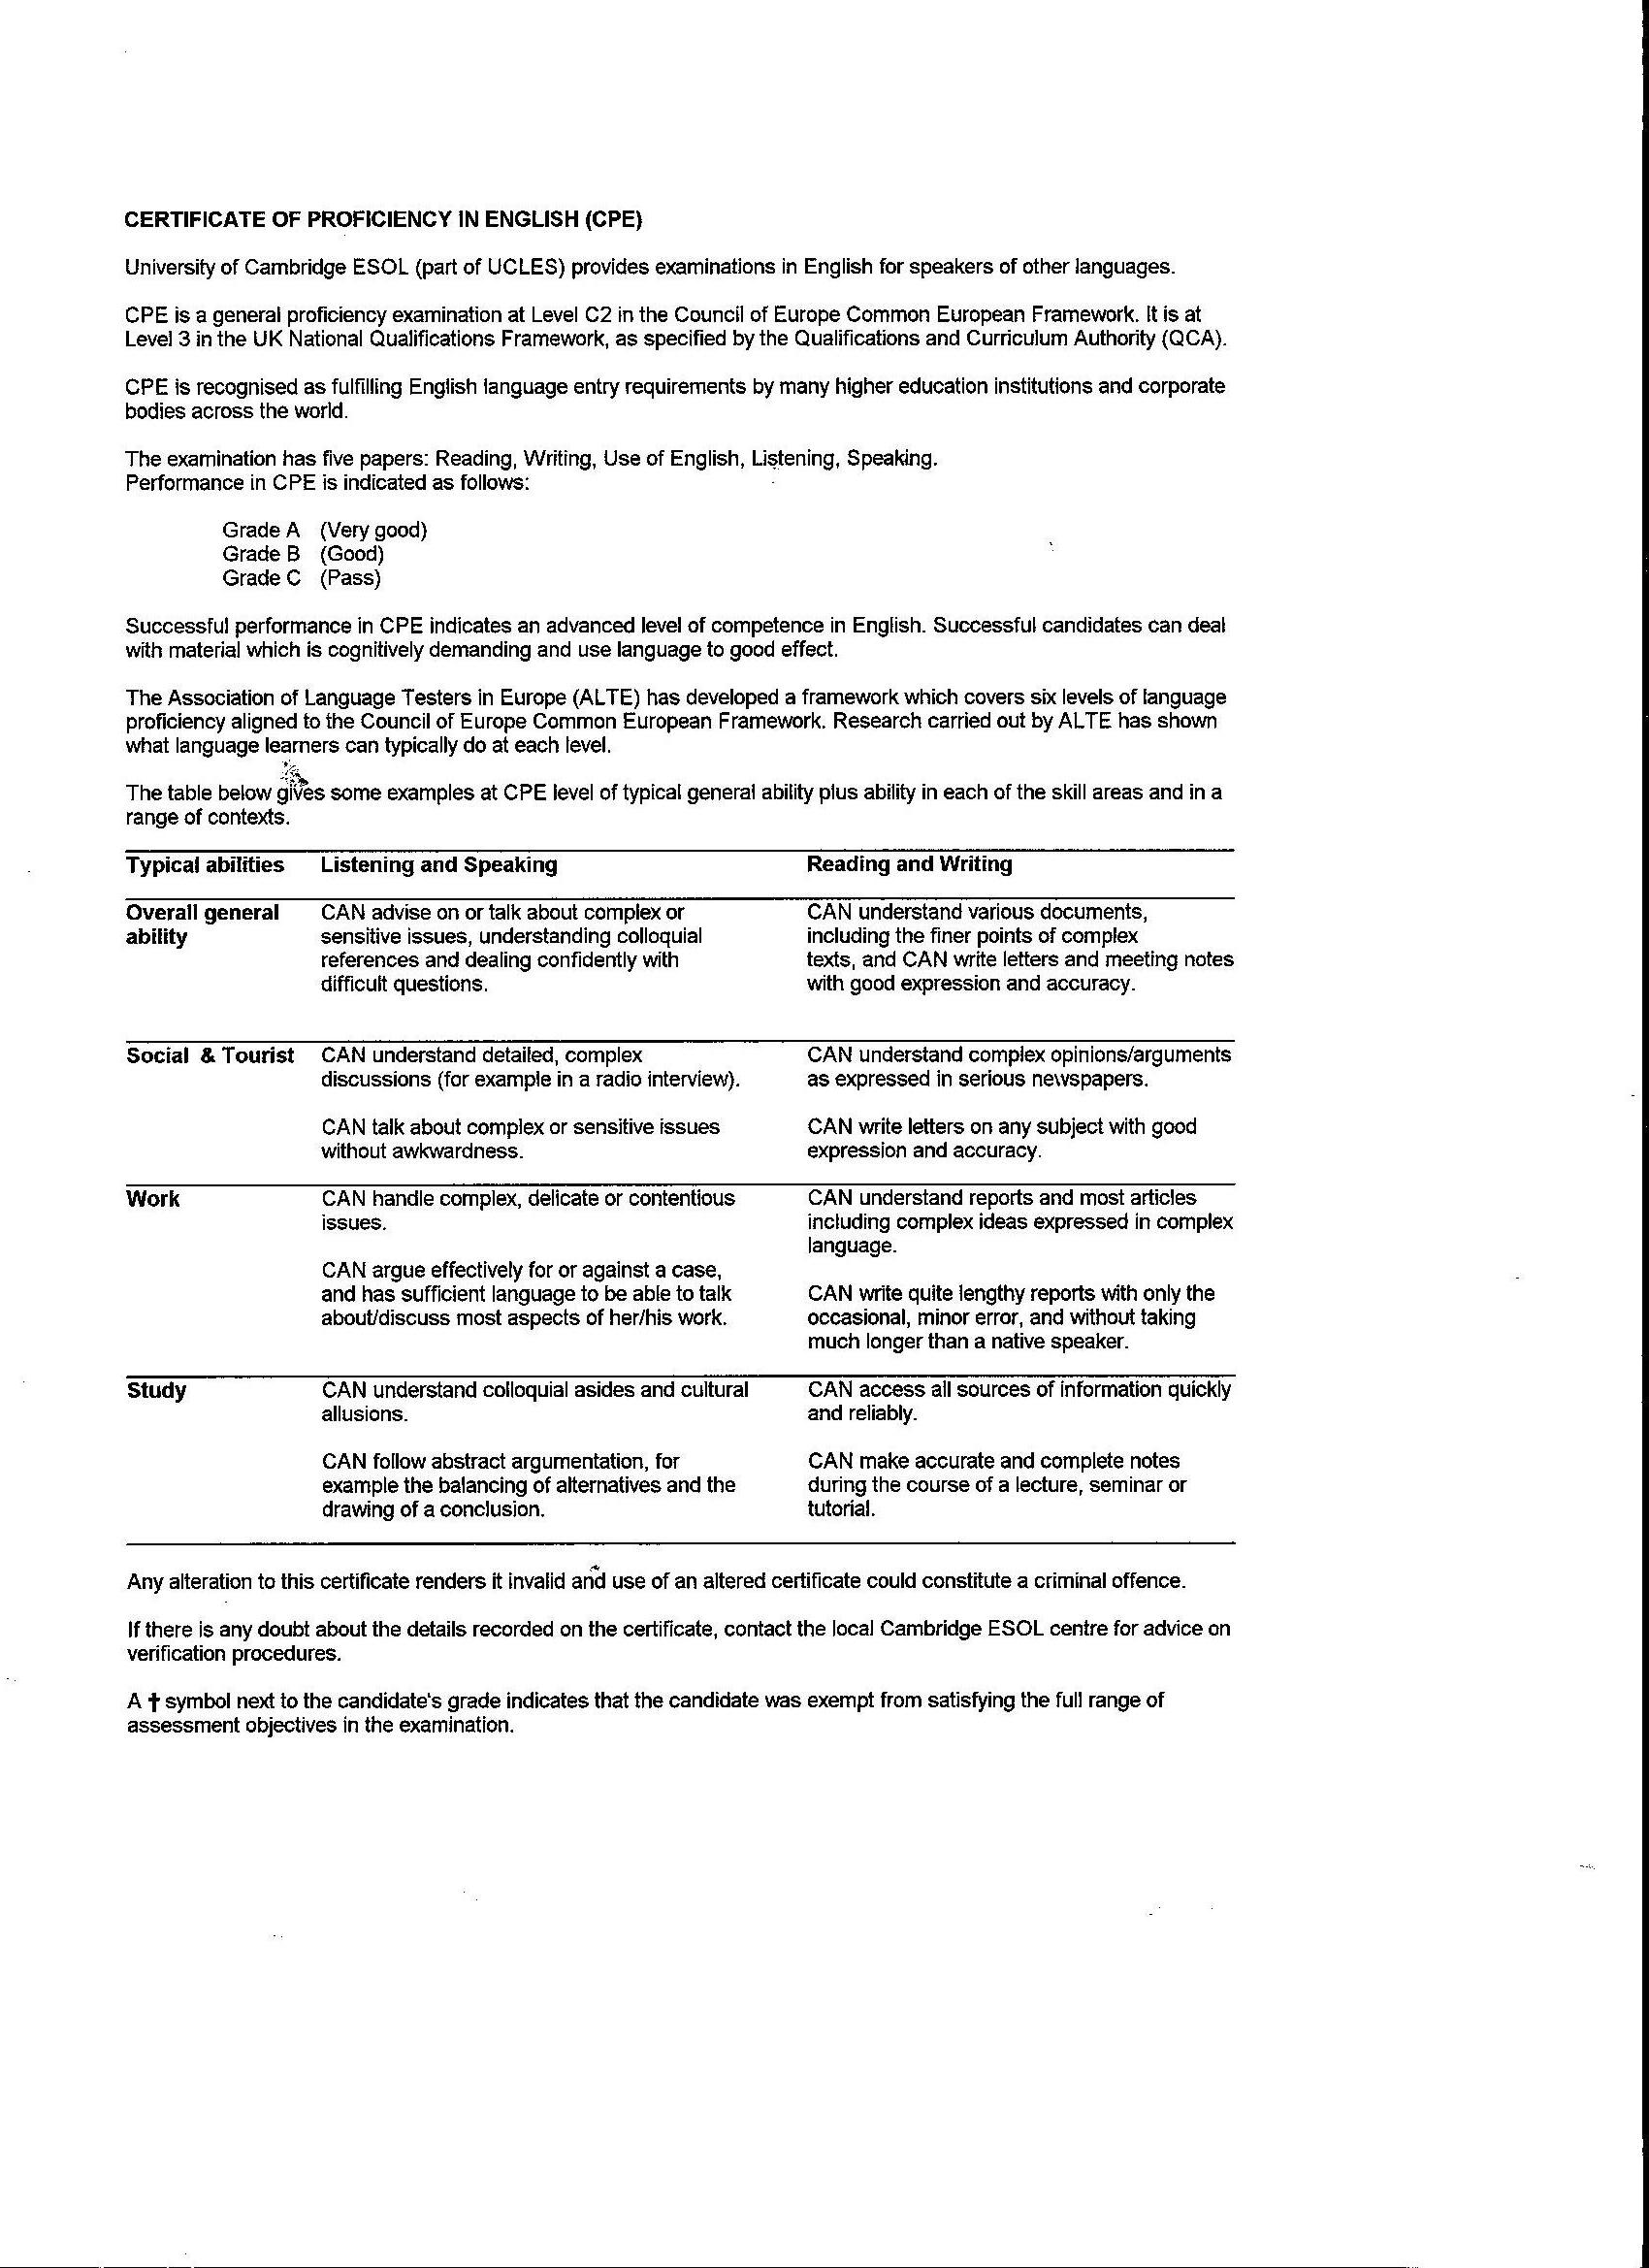 CERTIFICATE OF PROFICIENCY IN ENGLISH (CPE)
University of Cambridge ESOL (part of UCLES) provides examinations in English for speakers of other languages.
CPE is a general proficiency examination at Level C2 in the Council of Europe Common European Framework. It is at
Level 3 in the UK National Qualifications Framework, as specified by the Qualifications and Curriculum Authority (QCA).
CPE is recognised as fulfilling English language entry requirements by many higher education institutions and corporate
bodies across the world.
The examination has five papers: Reading, Writing, Use of English, Listening, Speaking.
Performance in CPE is indicated as follows:
Grade A (Very good)
Grade B (Good)
Grade C (Pass)
Successful performance in CPE indicates an advanced level of competence in English. Successful candidates can deal
with material which is cognitively demanding and use language to good effect.
The Association of Language Testers in Europe (ALTE) has developed a framework which covers six levels of language
proficiency aligned to the Council of Europe Common European Framework. Research carried out by ALTE has shown
what language learners can typically do at each level.
The table below gives some examples at CPE level of typical general ability plus ability in each of the skill areas and in a
range of contexts.
Typical abilities Listening and Speaking Reading and Writing
Overall general CAN advise on or talk about complex or CAN understand various documents,
ability sensitive issues, understanding colloquial including the finer points of complex
references and dealing confidently with texts, and CAN write letters and meeting notes
difficult questions. with good expression and accuracy.
Social & Tourist CAN understand detailed, complex CAN understand complex opinions/arguments
discussions (for example in a radio interview). as expressed in serious newspapers.
CAN talk about complex or sensitive issues CAN write letters on any subject with good
without awkwardness. expression and accuracy.
Work CAN handle complex, delicate or contentious CAN understand reports and most articles
issues. including complex ideas expressed in complex
language.
CAN argue effectively for or against a case,
and has sufficient language to be able to talk CAN write quite lengthy reports with only the
about/discuss most aspects of her/his work. occasional, minor error, and without taking
much longer than a native speaker.
Study CAN understand colloquial asides and cultural CAN access all sources of information quickly
allusions. and reliably.
CAN follow abstract argumentation, for CAN make accurate and complete notes
example the balancing of alternatives and the during the course of a lecture, seminar or
drawing of a conclusion. tutorial.
Any alteration to this certificate renders it invalid and use of an altered certificate could constitute a criminal offence.
If there is any doubt about the details recorded on the certificate, contact the local Cambridge ESOL centre for advice on
verification procedures.
A † symbol next to the candidate's grade indicates that the candidate was exempt from satisfying the full range of
assessment objectives in the examination.